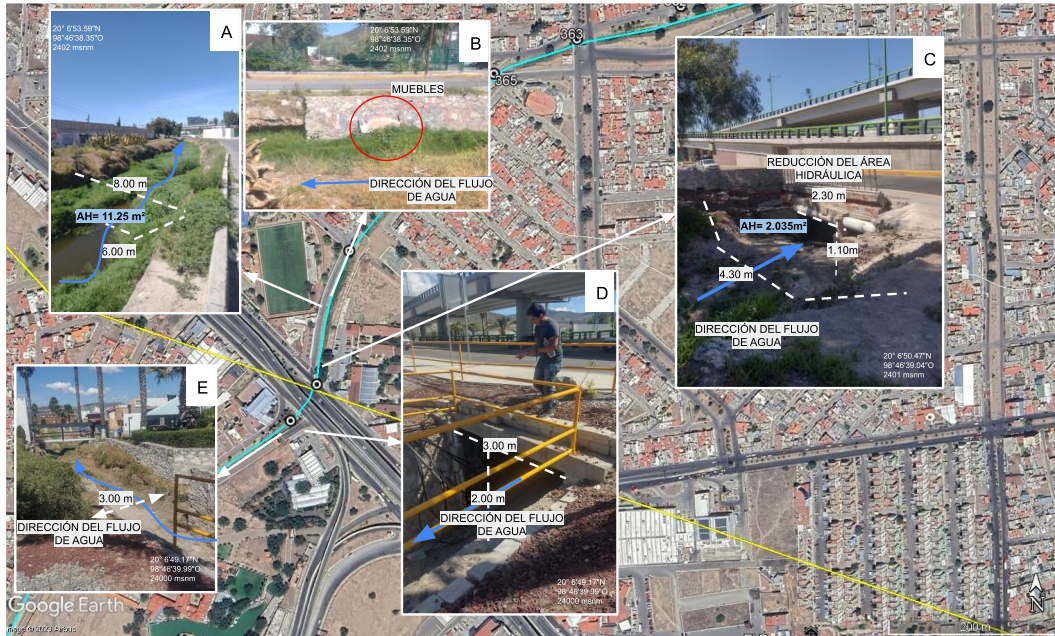 20° 6'53.59"N
98°46'38.35"O
2402 msnm
A
8.00 m
AH= 11.25 m²
6.00 m
20° 6'53.59"N
98°46'38.35"O
2402 msnm
B
MUEBLES
DIRECCIÓN DEL FLUJO
DE AGUA
363
365
C
REDUCCIÓN DEL ÁREA
HIDRÁULICA
2.30 m
AH= 2.035m²
1.10m
4.30 m
DIRECCIÓN DEL FLUJO
DE AGUA
20° 6'50.47"N
98°46'39.04"O
2401 msnm
D
3.00 m
2.00 m
DIRECCIÓN DEL FLUJO
DE AGUA
20° 6'49.17"N
98°46'39.99"O
24000 msnm
E
3.00 m
DIRECCIÓN DEL FLUJO
DE AGUA
20° 6'49.17"N
98°46'39.99"O
24000 msnm
Google Earth
Image © 2023 Airbus
200 m
N